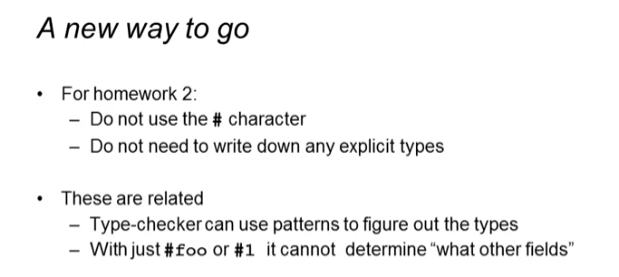 A new way to go
• For homework 2:
– Do not use the # character
– Do not need to write down any explicit types
• These are related
– Type-checker can use patterns to figure out the types
– With just #foo or #1 it cannot determine “what other fields”